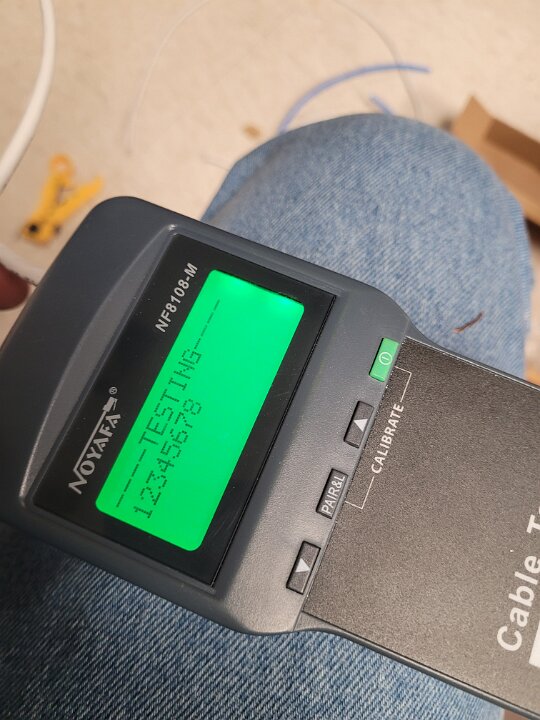 NF8108-M
NOYAFA®
----TESTING----
12345678
PAIR&L
CALIBRATE
Cable